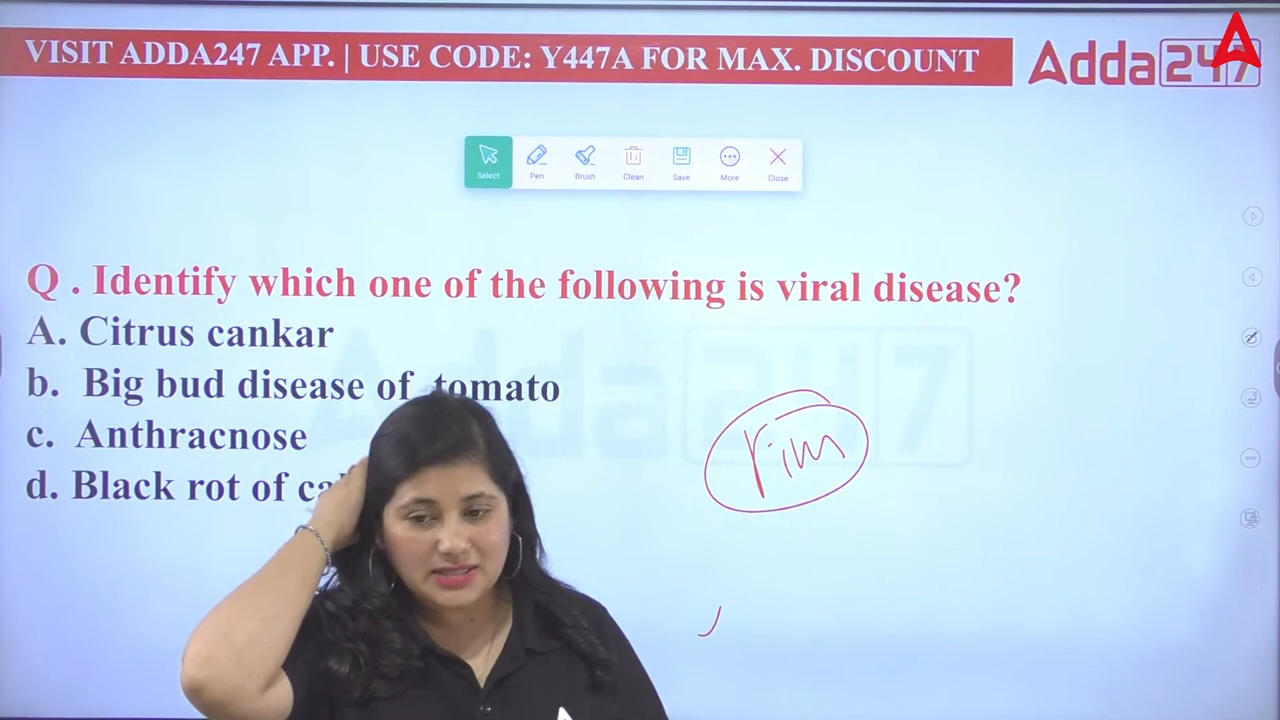 VISIT ADDA247 APP. | USE CODE: Y447A FOR MAX. DISCOUNT
Adda247
Select
Pen
Brush
Clean
Save
More
Close
Q . Identify which one of the following is viral disease?
A. Citrus cankar
b. Big bud disease of tomato
c. Anthracnose
d. Black rot of
rim